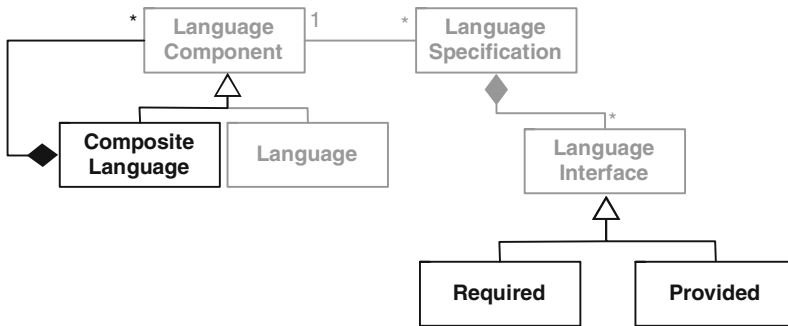 *
Language
Component
1
*
Language
Specification
Composite
Language
Language
*
Language
Interface
Required
Provided